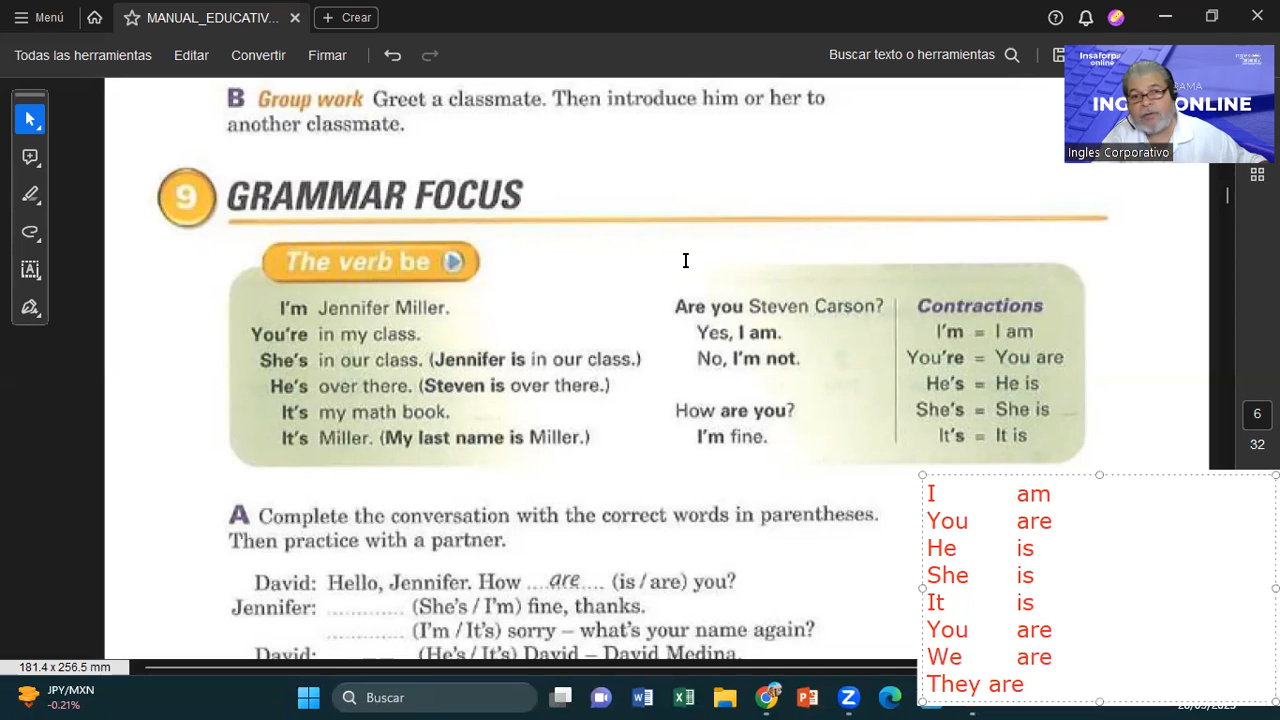 Menú
MANUAL_EDUCATIV...
Crear
Todas las herramientas
Editar
Convertir
Firmar
Buscar texto o herramientas
Insaforp
online
INGLES ONLINE
Ingles Corporativo
B Group work Greet a classmate. Then introduce him or her to
another classmate.
9 GRAMMAR FOCUS
The verb be
I'm Jennifer Miller.
You're in my class.
She's in our class. (Jennifer is in our class.)
He's over there. (Steven is over there.)
It's my math book.
It's Miller. (My last name is Miller.)
Are you Steven Carson?
Yes, I am.
No, I'm not.
How are you?
I'm fine.
Contractions
I'm = I am
You're = You are
He's = He is
She's = She is
It's = It is
6
32
A Complete the conversation with the correct words in parentheses.
Then practice with a partner.
David: Hello, Jennifer. How ....are.... (is / are) you?
Jennifer: ............ (She's / I'm) fine, thanks.
............ (I'm / It's) sorry – what's your name again?
David: (He's / It's) David – David Medina.
I am
You are
He is
She is
It is
You are
We are
They are
181.4 x 256.5 mm
JPY/MXN
-0.21%
Buscar